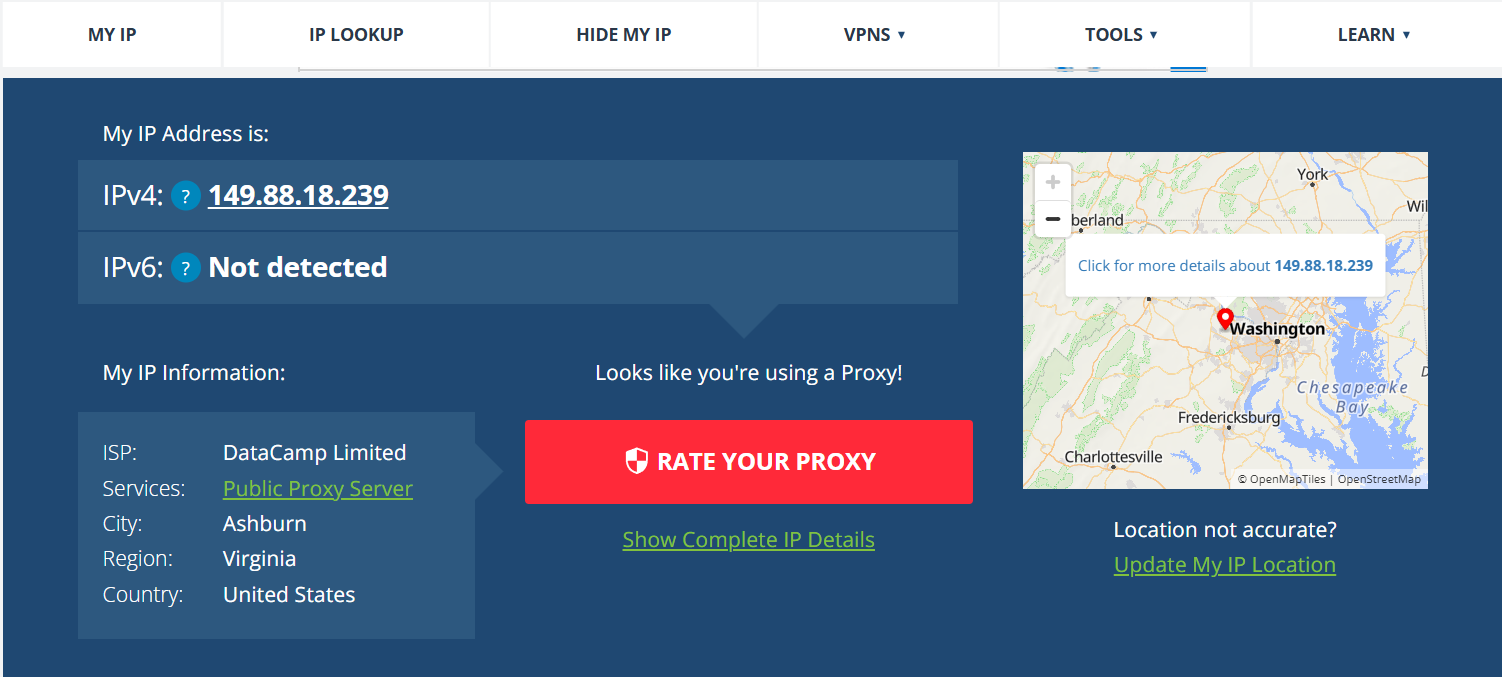 MY IP
IP LOOKUP
HIDE MY IP
VPNS
TOOLS
LEARN
My IP Address is:
IPv4: ? 149.88.18.239
IPv6: ? Not detected
My IP Information:
ISP: DataCamp Limited
Services: Public Proxy Server
City: Ashburn
Region: Virginia
Country: United States
Looks like you're using a Proxy!
RATE YOUR PROXY
Show Complete IP Details
+
−
York
Wil
berland
Click for more details about 149.88.18.239
Washington
Chesapeake
Bay
D
Fredericksburg
Charlottesville
© OpenMapTiles | OpenStreetMap
Location not accurate?
Update My IP Location